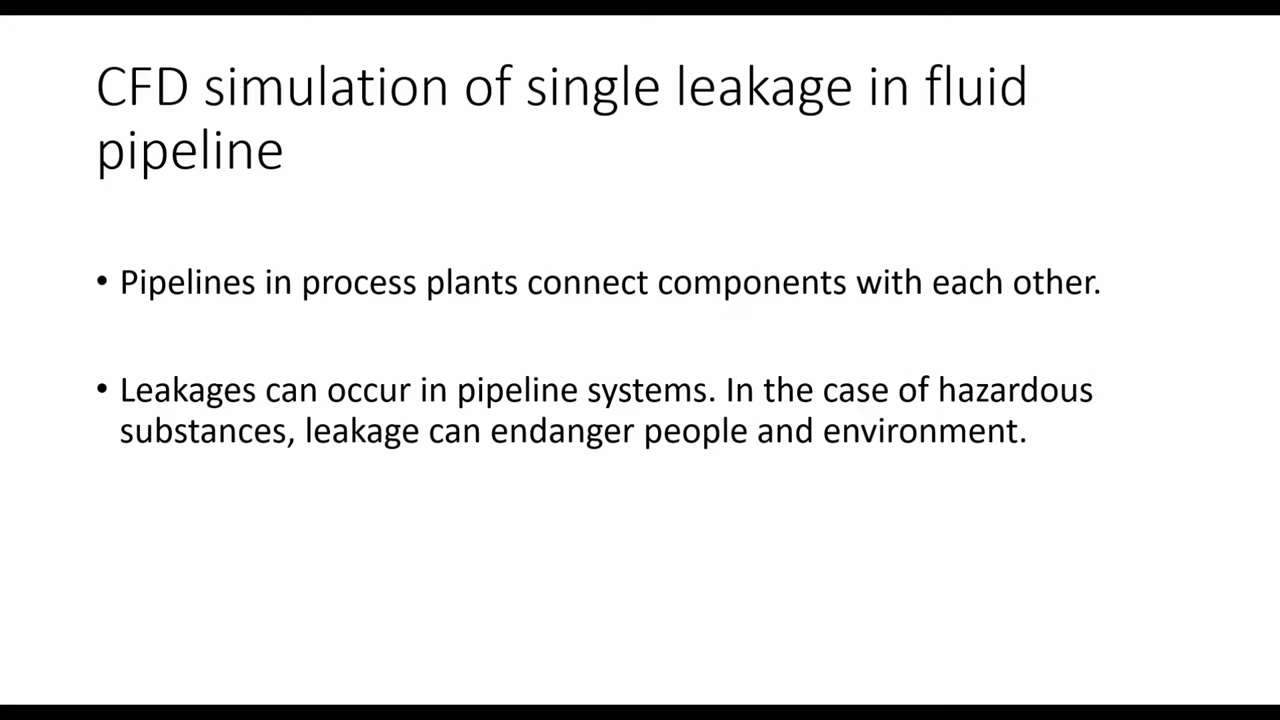 CFD simulation of single leakage in fluid
pipeline
• Pipelines in process plants connect components with each other.
• Leakages can occur in pipeline systems. In the case of hazardous
substances, leakage can endanger people and environment.